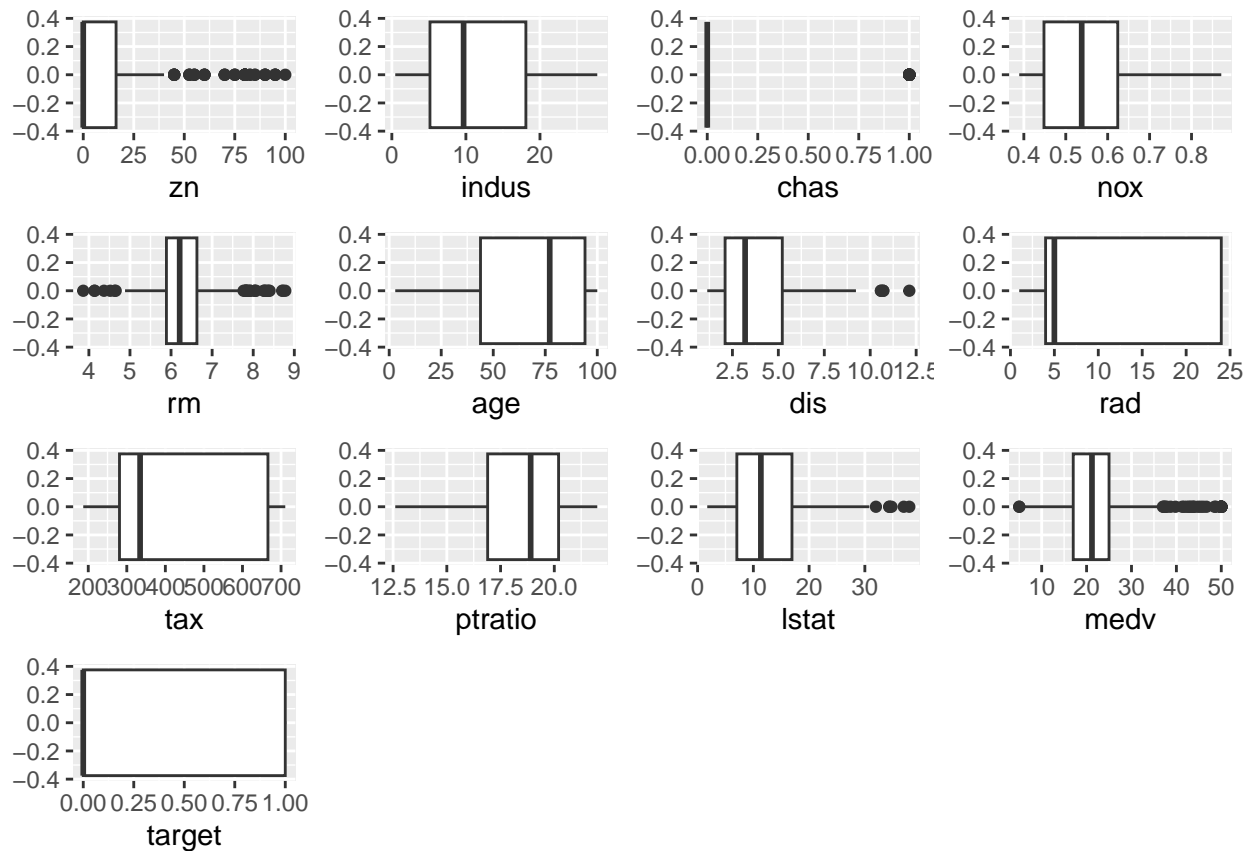 0.4 0.4 0.4 0.4
0.2 0.2 0.2 0.2
0.0 0.0 0.0 0.0
−0.2 −0.2 −0.2 −0.2
−0.4 −0.4 −0.4 −0.4
0 25 50 75 100 0 10 20 0.00 0.25 0.50 0.75 1.00 0.4 0.5 0.6 0.7 0.8
zn indus chas nox
0.4 0.4 0.4 0.4
0.2 0.2 0.2 0.2
0.0 0.0 0.0 0.0
−0.2 −0.2 −0.2 −0.2
−0.4 −0.4 −0.4 −0.4
4 5 6 7 8 9 0 25 50 75 100 2.5 5.0 7.5 10.0 12.5 0 5 10 15 20 25
rm age dis rad
0.4 0.4 0.4 0.4
0.2 0.2 0.2 0.2
0.0 0.0 0.0 0.0
−0.2 −0.2 −0.2 −0.2
−0.4 −0.4 −0.4 −0.4
200 300 400 500 600 700 12.5 15.0 17.5 20.0 0 10 20 30 10 20 30 40 50
tax ptratio lstat medv
0.4
0.2
0.0
−0.2
−0.4
0.00 0.25 0.50 0.75 1.00
target